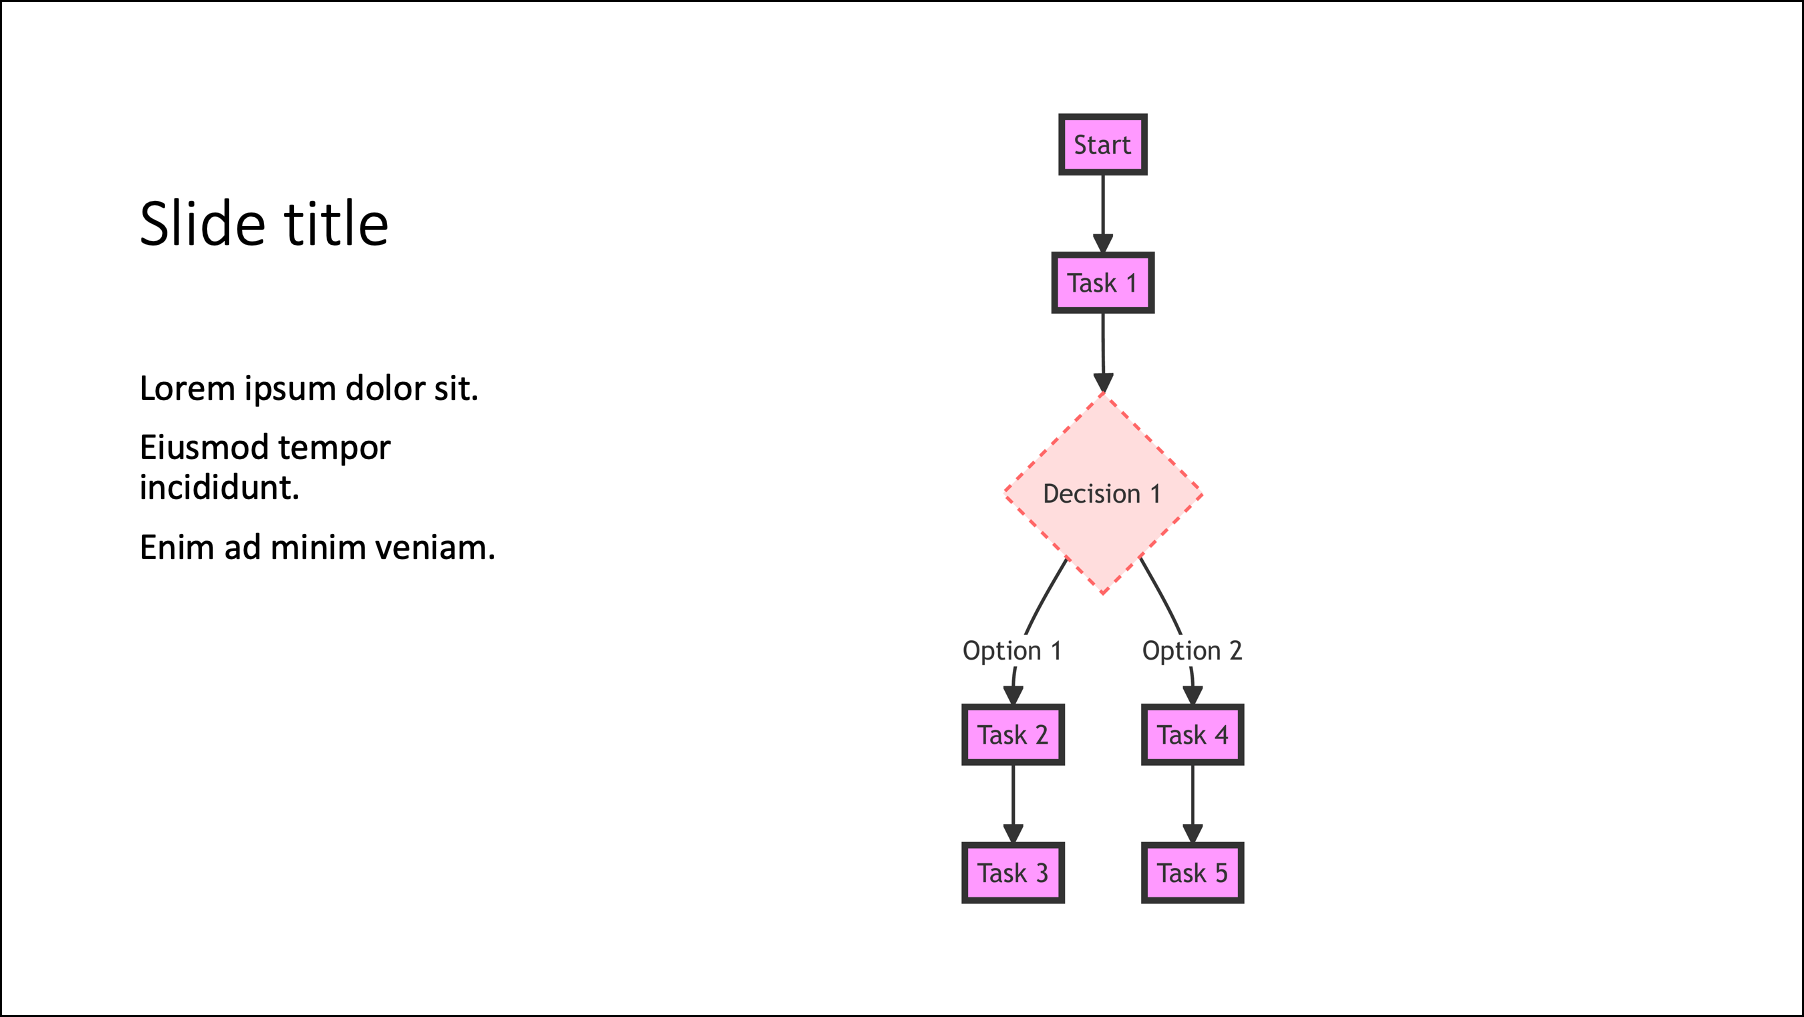 Slide title
Lorem ipsum dolor sit.
Eiusmod tempor
incididunt.
Enim ad minim veniam.
Start
Task 1
Decision 1
Option 1
Option 2
Task 2
Task 4
Task 3
Task 5